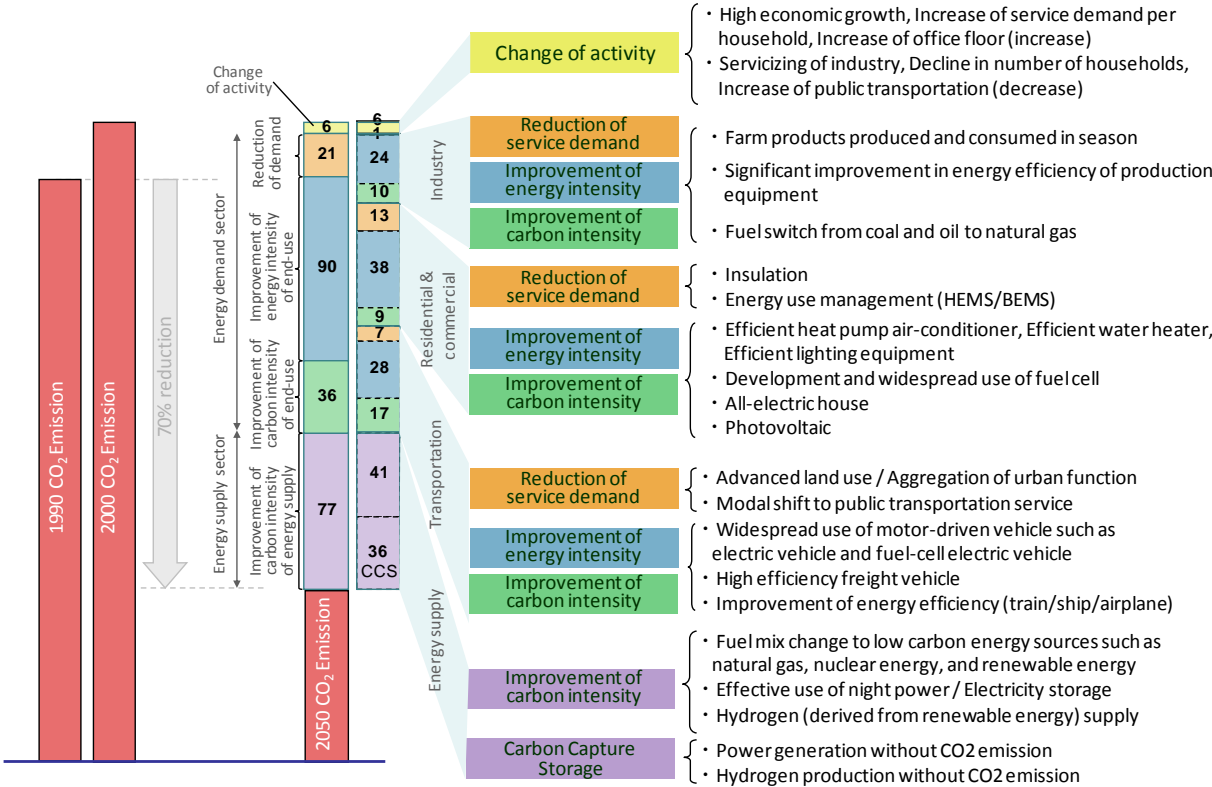 1990 CO2 Emission
2000 CO2 Emission
70% reduction
Energy demand sector
Energy supply sector
Change
of activity
Reduction
of demand
Improvement of
energy intensity
of end-use
Improvement of
carbon intensity
of end-use
Improvement of
carbon intensity
of energy supply
6
21
90
36
77
2050 CO2 Emission
6
1
24
10
13
38
9
7
28
17
41
36
CCS
Industry
Residential &
commercial
Transportation
Energy supply
Change of activity
・High economic growth, Increase of service demand per
household, Increase of office floor (increase)
・Servicizing of industry, Decline in number of households,
Increase of public transportation (decrease)
Reduction of
service demand
Improvement of
energy intensity
Improvement of
carbon intensity
・Farm products produced and consumed in season
・Significant improvement in energy efficiency of production
equipment
・Fuel switch from coal and oil to natural gas
Reduction of
service demand
・Insulation
・Energy use management (HEMS/BEMS)
Improvement of
energy intensity
Improvement of
carbon intensity
・Efficient heat pump air-conditioner, Efficient water heater,
Efficient lighting equipment
・Development and widespread use of fuel cell
・All-electric house
・Photovoltaic
Reduction of
service demand
・Advanced land use / Aggregation of urban function
・Modal shift to public transportation service
Improvement of
energy intensity
Improvement of
carbon intensity
・Widespread use of motor-driven vehicle such as
electric vehicle and fuel-cell electric vehicle
・High efficiency freight vehicle
・Improvement of energy efficiency (train/ship/airplane)
Improvement of
carbon intensity
・Fuel mix change to low carbon energy sources such as
natural gas, nuclear energy, and renewable energy
・Effective use of night power / Electricity storage
・Hydrogen (derived from renewable energy) supply
Carbon Capture
Storage
・Power generation without CO2 emission
・Hydrogen production without CO2 emission